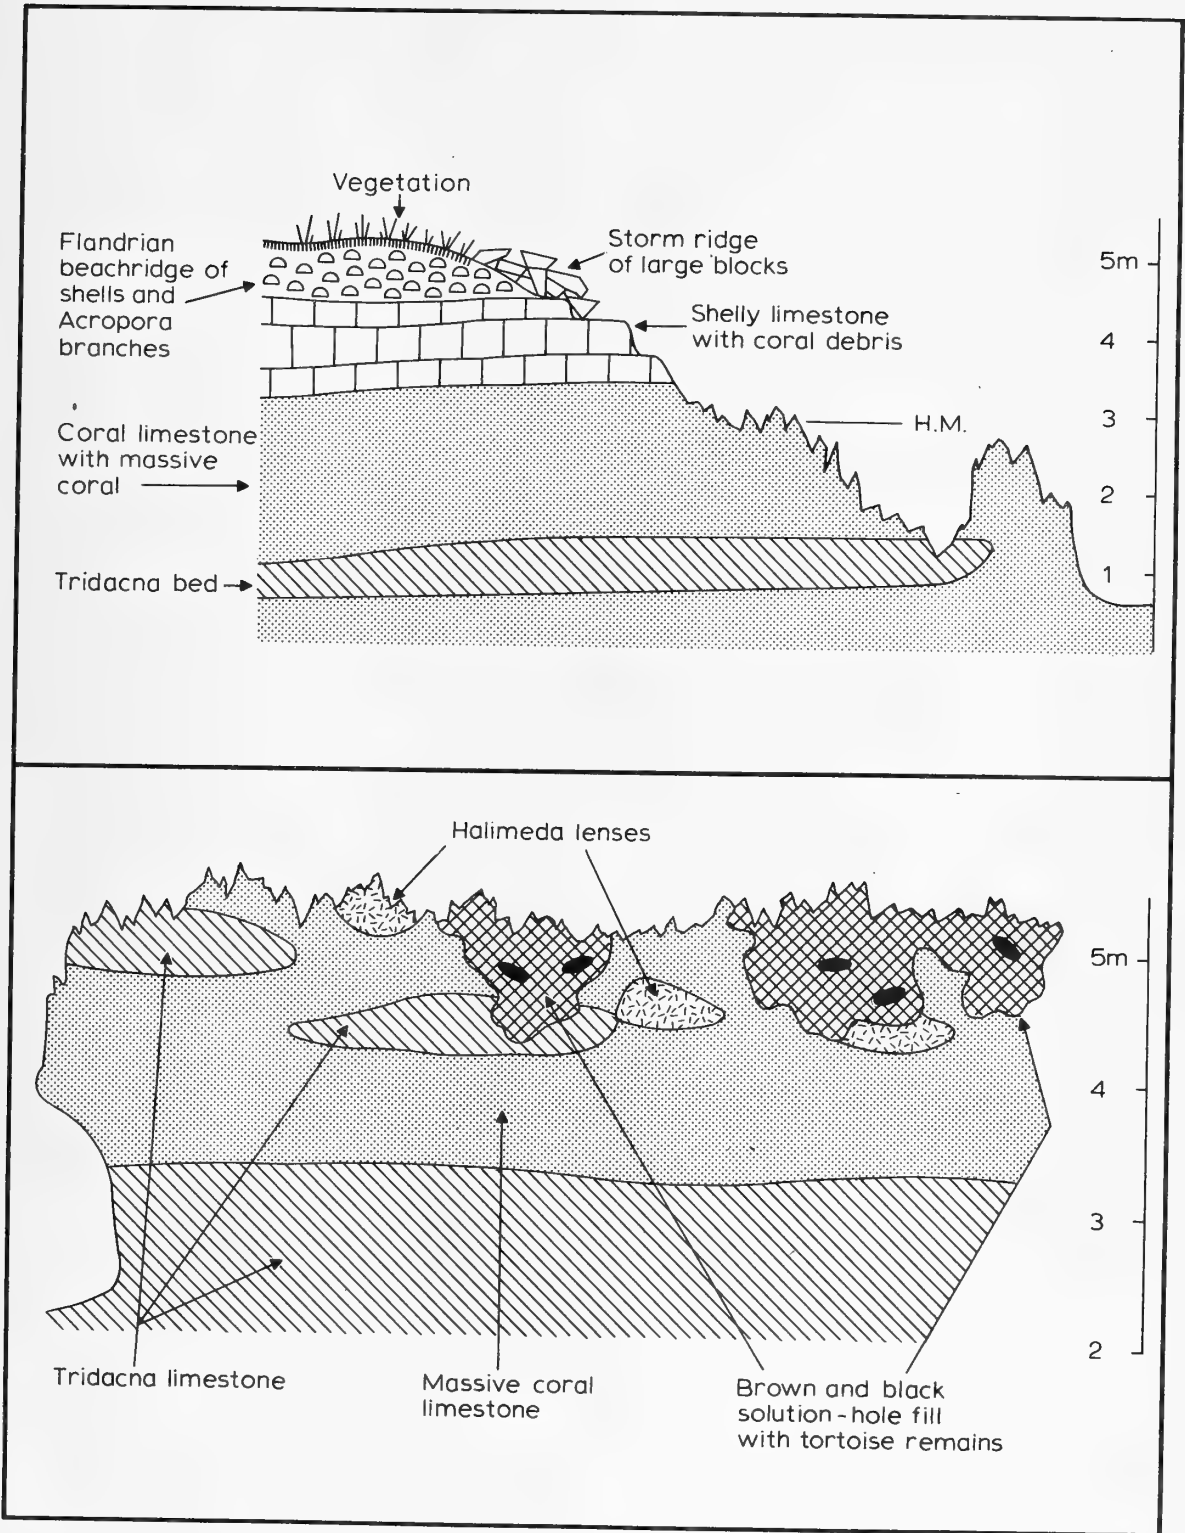 Vegetation
Flandrian
beachridge of
shells and
Acropora
branches
Storm ridge
of large blocks
Shelly limestone
with coral debris
Coral limestone
with massive
coral
H.M.
Tridacna bed
5m
4
3
2
1
Halimeda lenses
5m
4
3
2
Tridacna limestone
Massive coral
limestone
Brown and black
solution-hole fill
with tortoise remains